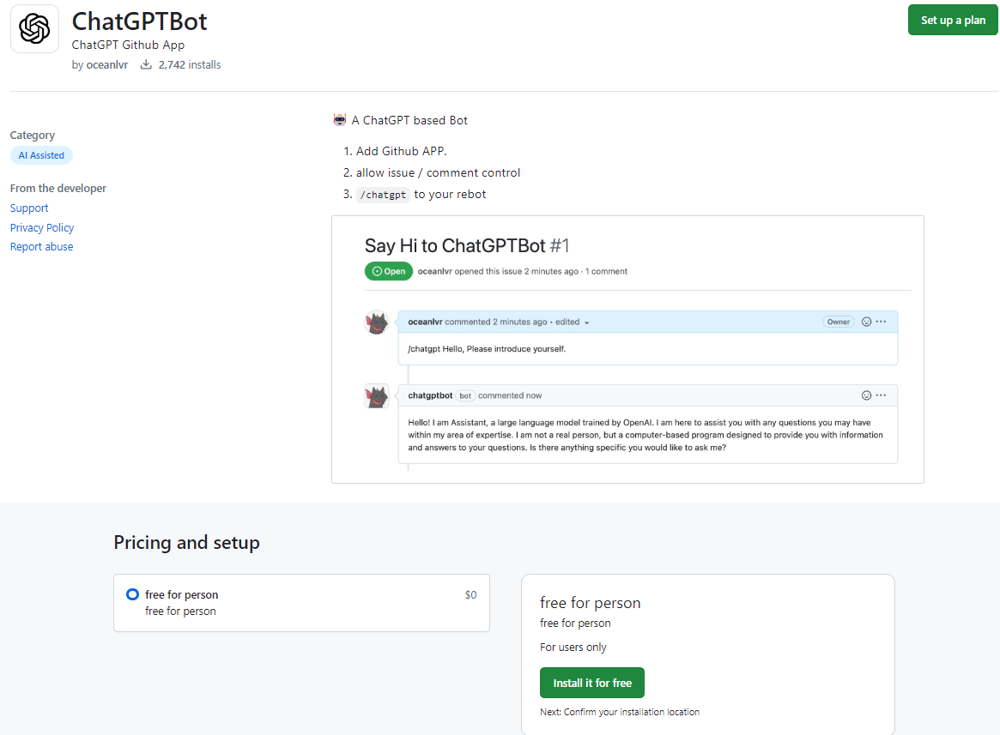 ChatGPTBot
ChatGPT Github App
by oceanlvr 2,742 installs
Set up a plan
Category
AI Assisted
From the developer
Support
Privacy Policy
Report abuse
A ChatGPT based Bot
1. Add Github APP.
2. allow issue / comment control
3. /chatgpt to your rebot
Say Hi to ChatGPTBot #1
Open oceanlvr opened this issue 2 minutes ago · 1 comment
oceanlvr commented 2 minutes ago • edited Owner ···
/chatgpt Hello, Please introduce yourself.
chatgptbot bot commented now ···
Hello! I am Assistant, a large language model trained by OpenAI. I am here to assist you with any questions you may have
within my area of expertise. I am not a real person, but a computer-based program designed to provide you with information
and answers to your questions. Is there anything specific you would like to ask me?
Pricing and setup
free for person $0
free for person
free for person
free for person
For users only
Install it for free
Next: Confirm your installation location